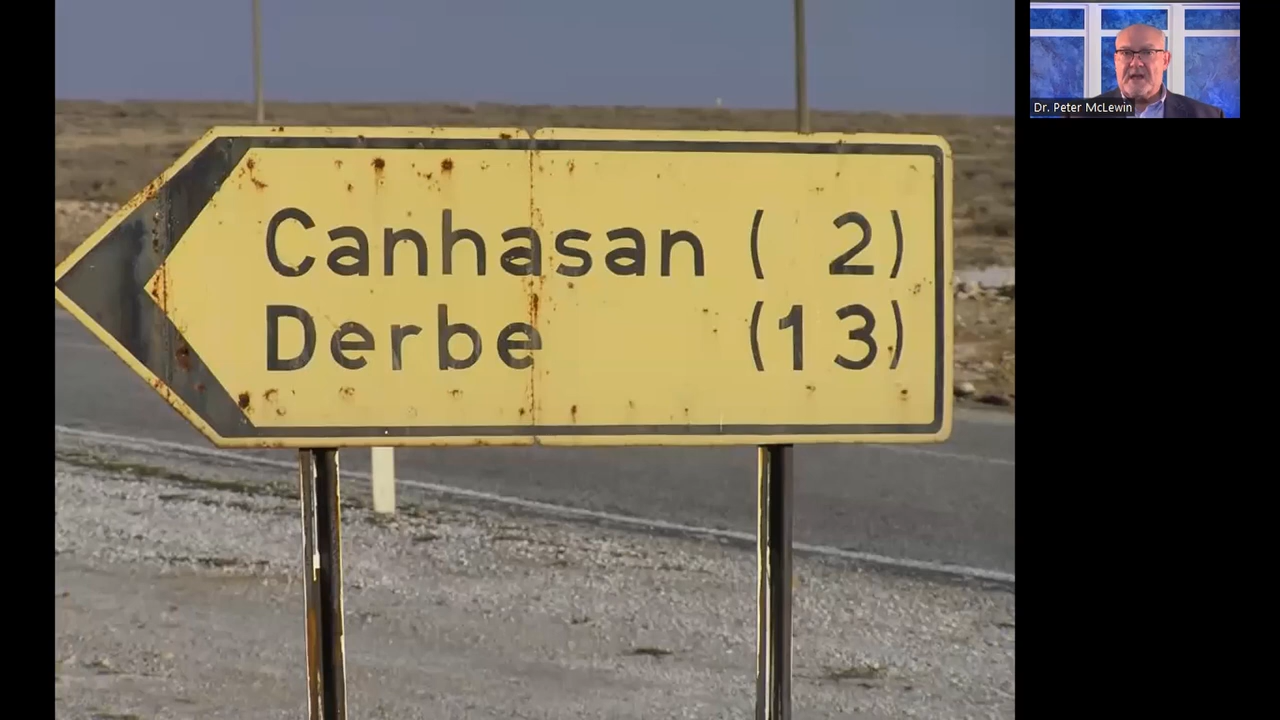 Canhasan ( 2)
Derbe (13)
Dr. Peter McLewin